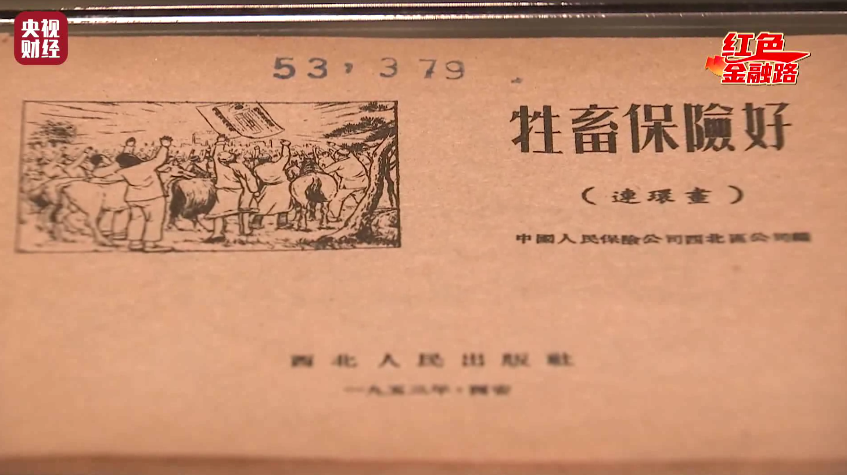 央视
财经
红色
金融路
53,379
牲畜保險好
(連環畫)
中國人民保險公司西北區公司編
西北人民出版社
一九五三年·西安